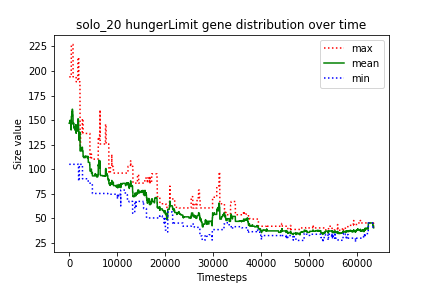 solo_20 hungerLimit gene distribution over time
max
mean
min
225
200
175
150
125
100
75
50
25
Size value
0
10000
20000
30000
40000
50000
60000
Timesteps